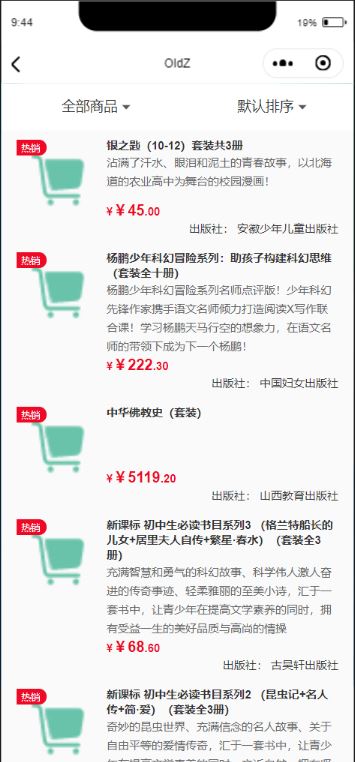 9:44
19%
OldZ
全部商品
默认排序
热销
银之匙（10-12）套装共3册
沾满了汗水、眼泪和泥土的青春故事，以北海
道的农业高中为舞台的校园漫画！
¥ ¥ 45.00
出版社： 安徽少年儿童出版社
热销
杨鹏少年科幻冒险系列：助孩子构建科幻思维
（套装全十册）
杨鹏少年科幻冒险系列名师点评版！少年科幻
先锋作家携手语文名师倾力打造阅读X写作联
合课！学习杨鹏天马行空的想象力，在语文名
师的带领下成为下一个杨鹏！
¥ ¥ 222.30
出版社： 中国妇女出版社
热销
中华佛教史（套装）
¥ ¥ 5119.20
出版社： 山西教育出版社
热销
新课标 初中生必读书目系列3 （格兰特船长的
儿女+居里夫人自传+繁星·春水）（套装全3
册）
充满智慧和勇气的科幻故事、科学伟人激人奋
进的传奇事迹、轻柔雅丽的至美小诗，汇于一
套书中，让青少年在提高文学素养的同时，拥
有受益一生的美好品质与高尚的情操
¥ ¥ 68.60
出版社： 古吴轩出版社
热销
新课标 初中生必读书目系列2 （昆虫记+名人
传+简·爱）（套装全3册）
奇妙的昆虫世界、充满信念的名人故事、关于
自由平等的爱情传奇，汇于一套书中，让青少